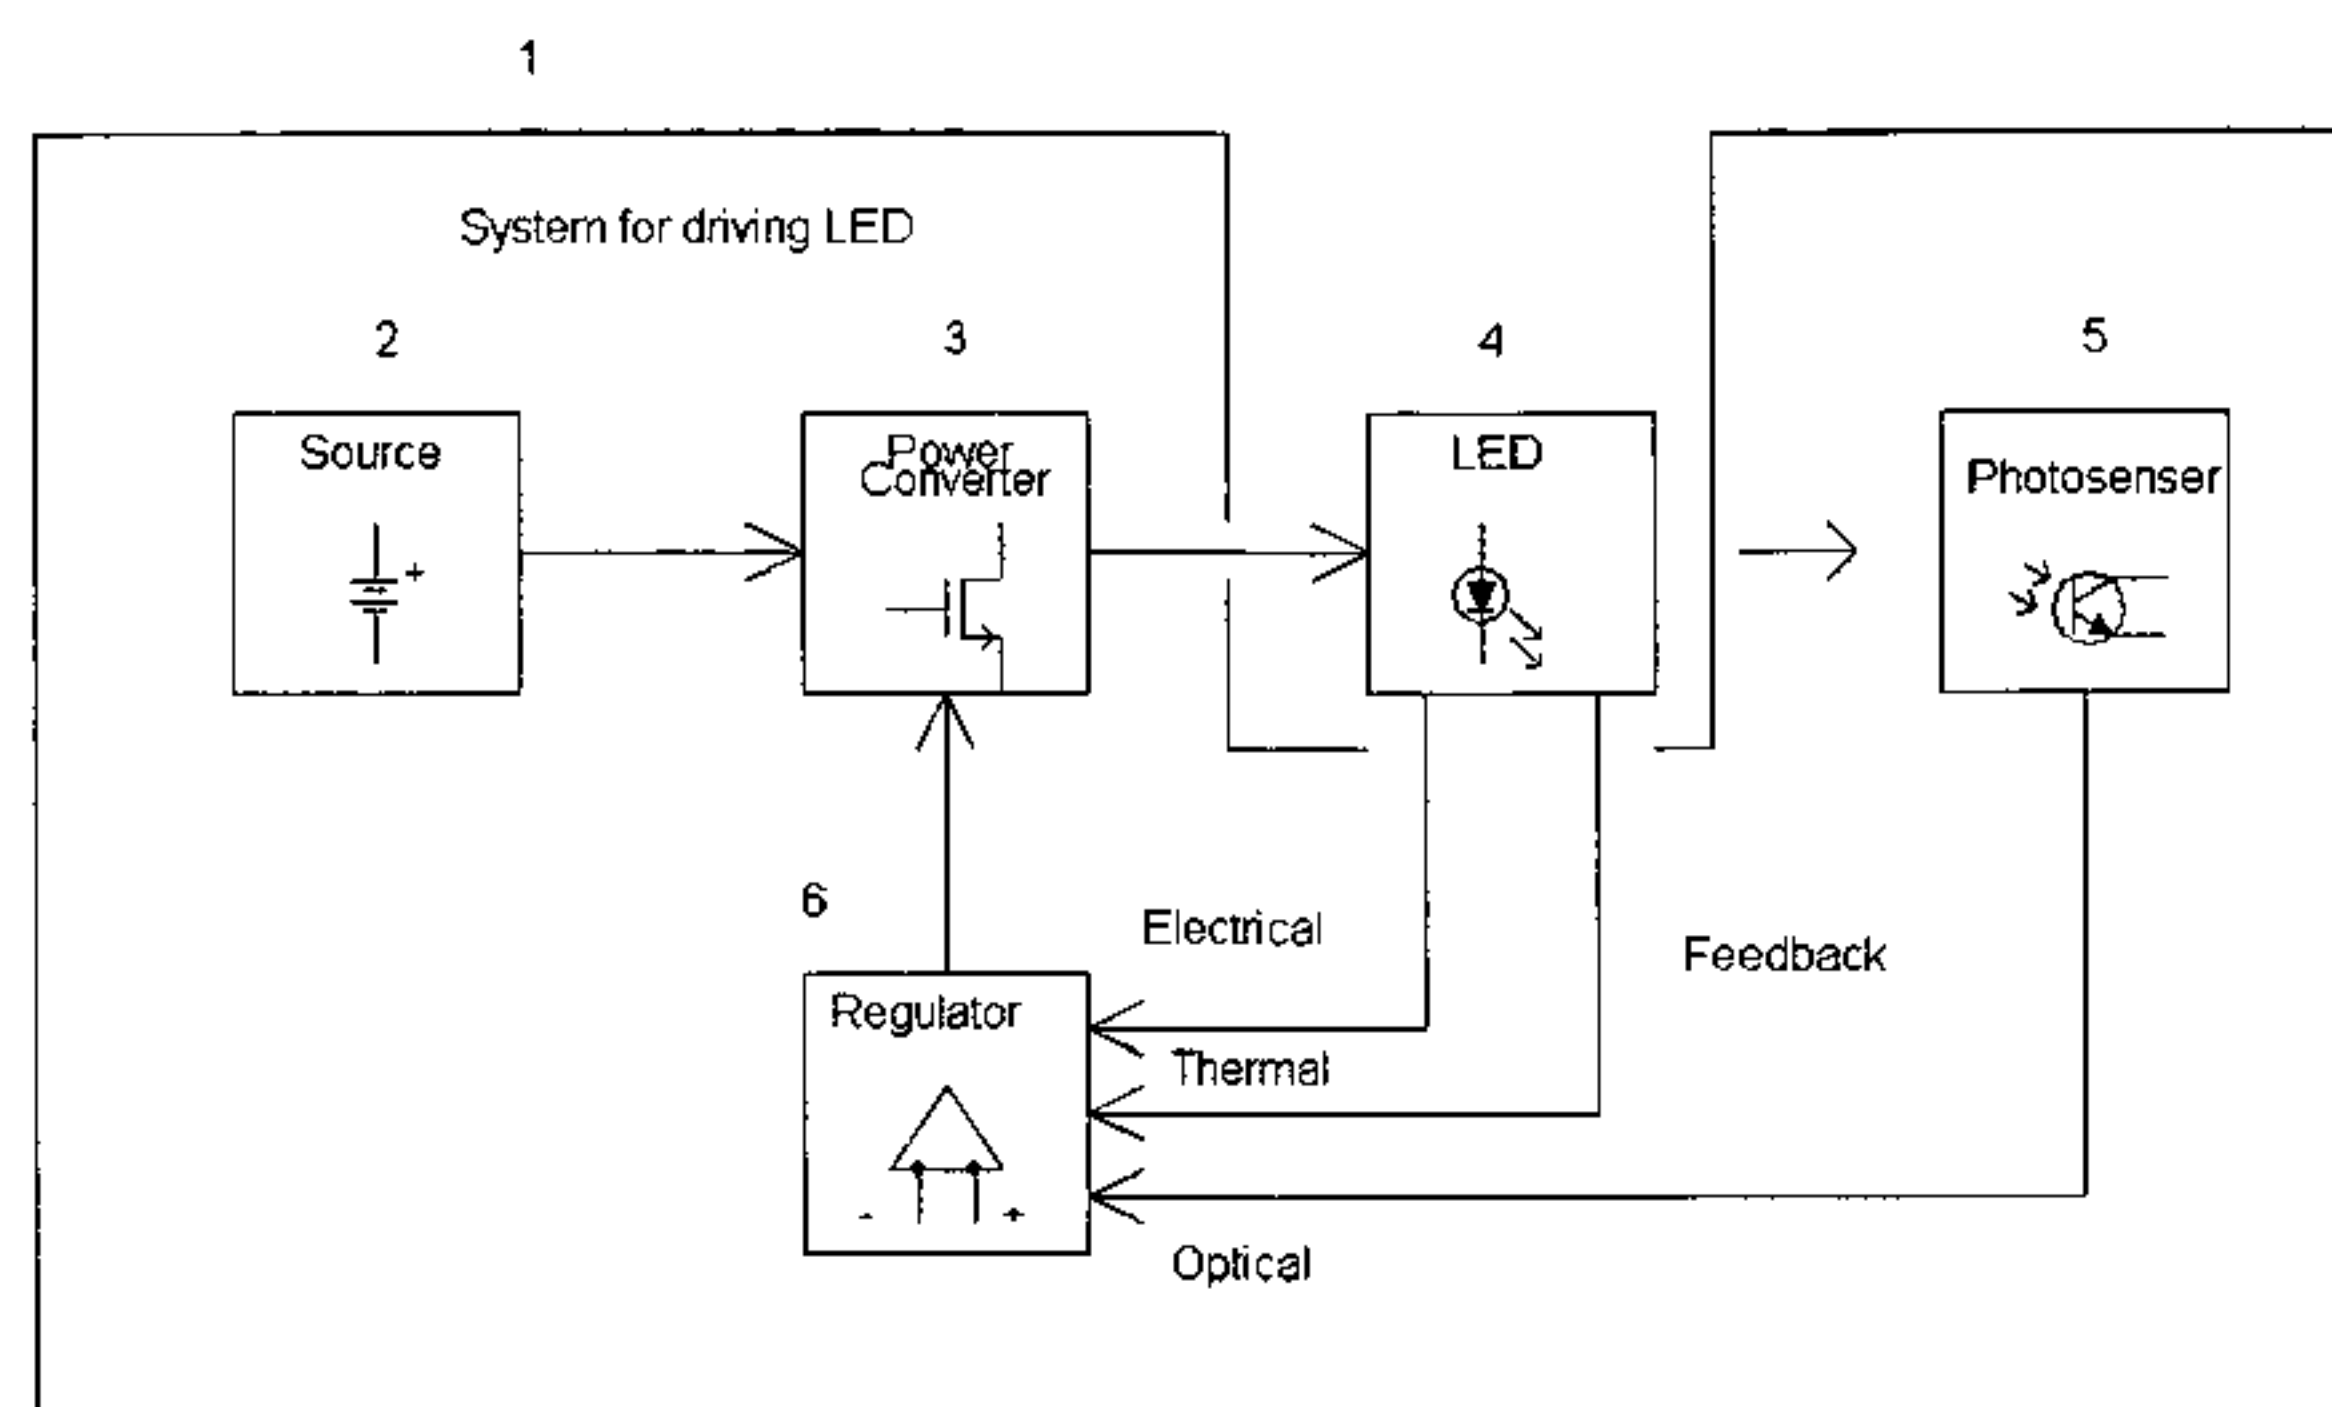 1
System for driving LED
2
3
4
5
Source
Power
Converter
LED
Photosenser
+
6
Electrical
Feedback
Regulator
Thermal
- +
Optical